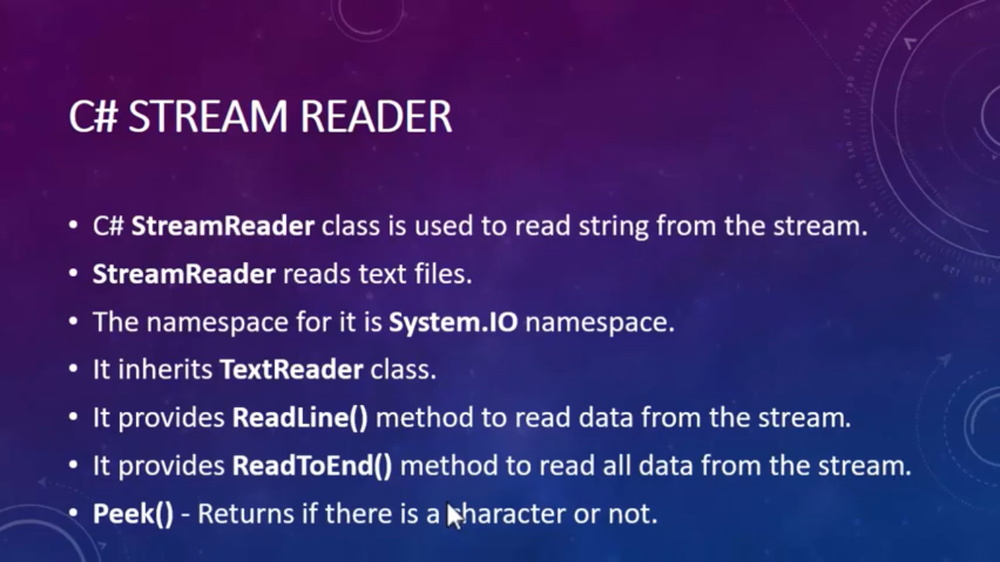 C# STREAM READER
• C# StreamReader class is used to read string from the stream.
• StreamReader reads text files.
• The namespace for it is System.IO namespace.
• It inherits TextReader class.
• It provides ReadLine() method to read data from the stream.
• It provides ReadToEnd() method to read all data from the stream.
• Peek() - Returns if there is a character or not.